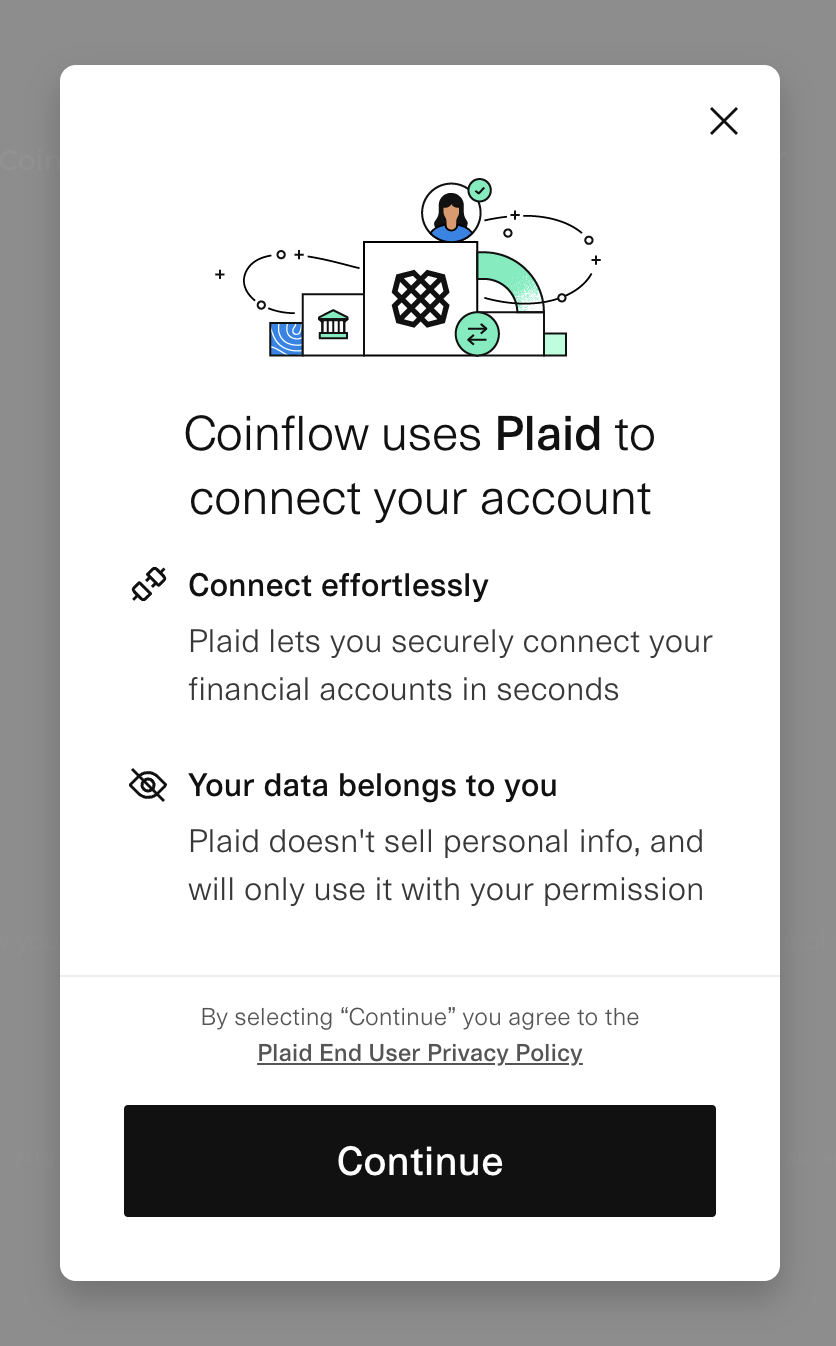 Coinflow uses Plaid to
connect your account
Connect effortlessly
Plaid lets you securely connect your
financial accounts in seconds
Your data belongs to you
Plaid doesn't sell personal info, and
will only use it with your permission
By selecting “Continue” you agree to the
Plaid End User Privacy Policy
Continue